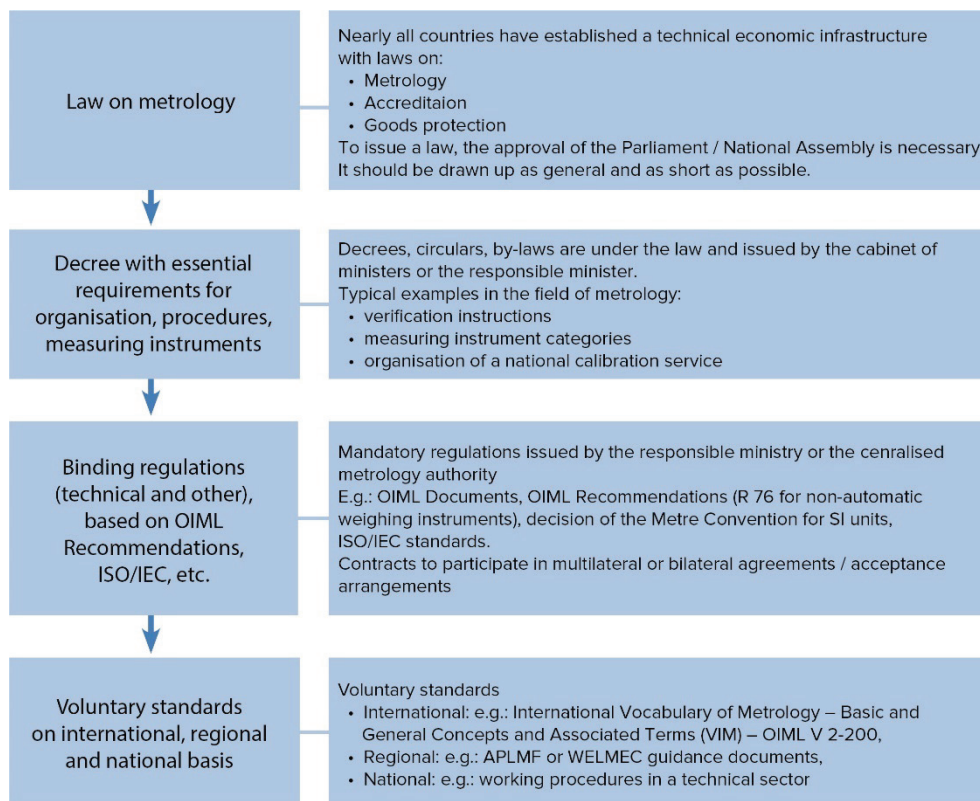 Law on metrology
Nearly all countries have established a technical economic infrastructure
with laws on:
• Metrology
• Accreditaion
• Goods protection
To issue a law, the approval of the Parliament / National Assembly is necessary
It should be drawn up as general and as short as possible.
Decree with essential
requirements for
organisation, procedures,
measuring instruments
Decrees, circulars, by-laws are under the law and issued by the cabinet of
ministers or the responsible minister.
Typical examples in the field of metrology:
• verification instructions
• measuring instrument categories
• organisation of a national calibration service
Binding regulations
(technical and other),
based on OIML
Recommendations,
ISO/IEC, etc.
Mandatory regulations issued by the responsible ministry or the cenralised
metrology authority
E.g.: OIML Documents, OIML Recommendations (R 76 for non-automatic
weighing instruments), decision of the Metre Convention for SI units,
ISO/IEC standards.
Contracts to participate in multilateral or bilateral agreements / acceptance
arrangements
Voluntary standards
on international, regional
and national basis
Voluntary standards
• International: e.g.: International Vocabulary of Metrology – Basic and
General Concepts and Associated Terms (VIM) – OIML V 2-200,
• Regional: e.g.: APLMF or WELMEC guidance documents,
• National: e.g.: working procedures in a technical sector